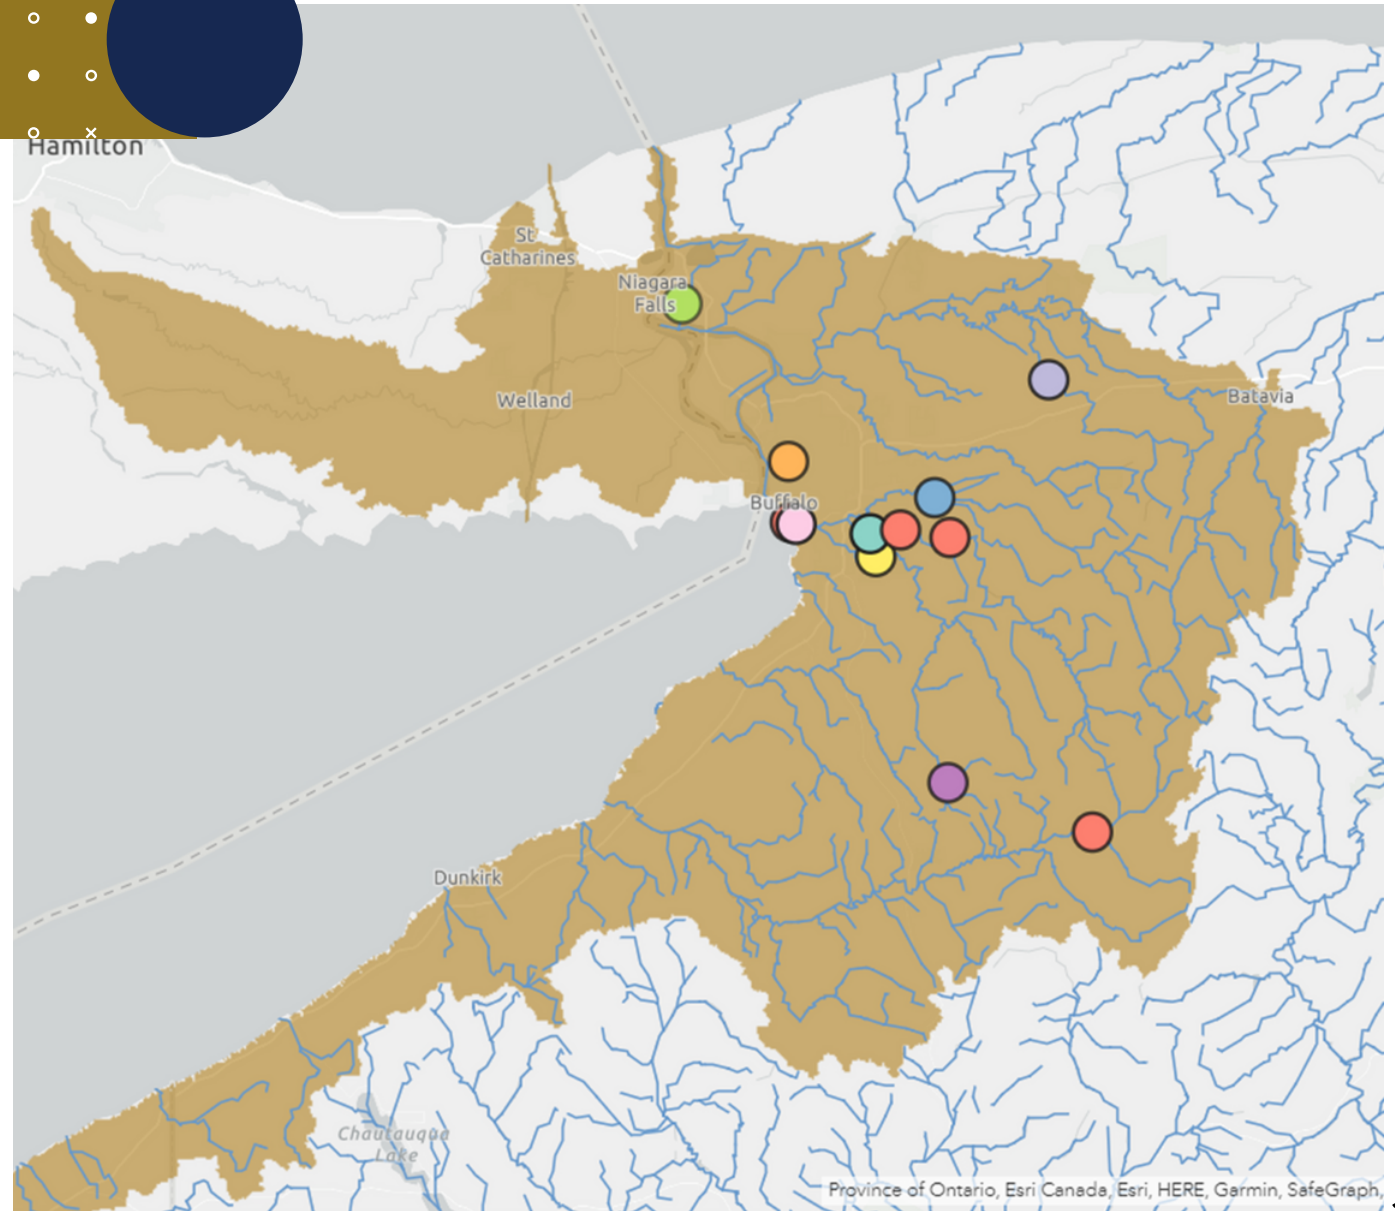 Hamilton
St
Catharines
Niagara
Falls
Welland
Batavia
Buffalo
Dunkirk
Chautauqua
Lake
Province of Ontario, Esri Canada, Esri, HERE, Garmin, SafeGraph,